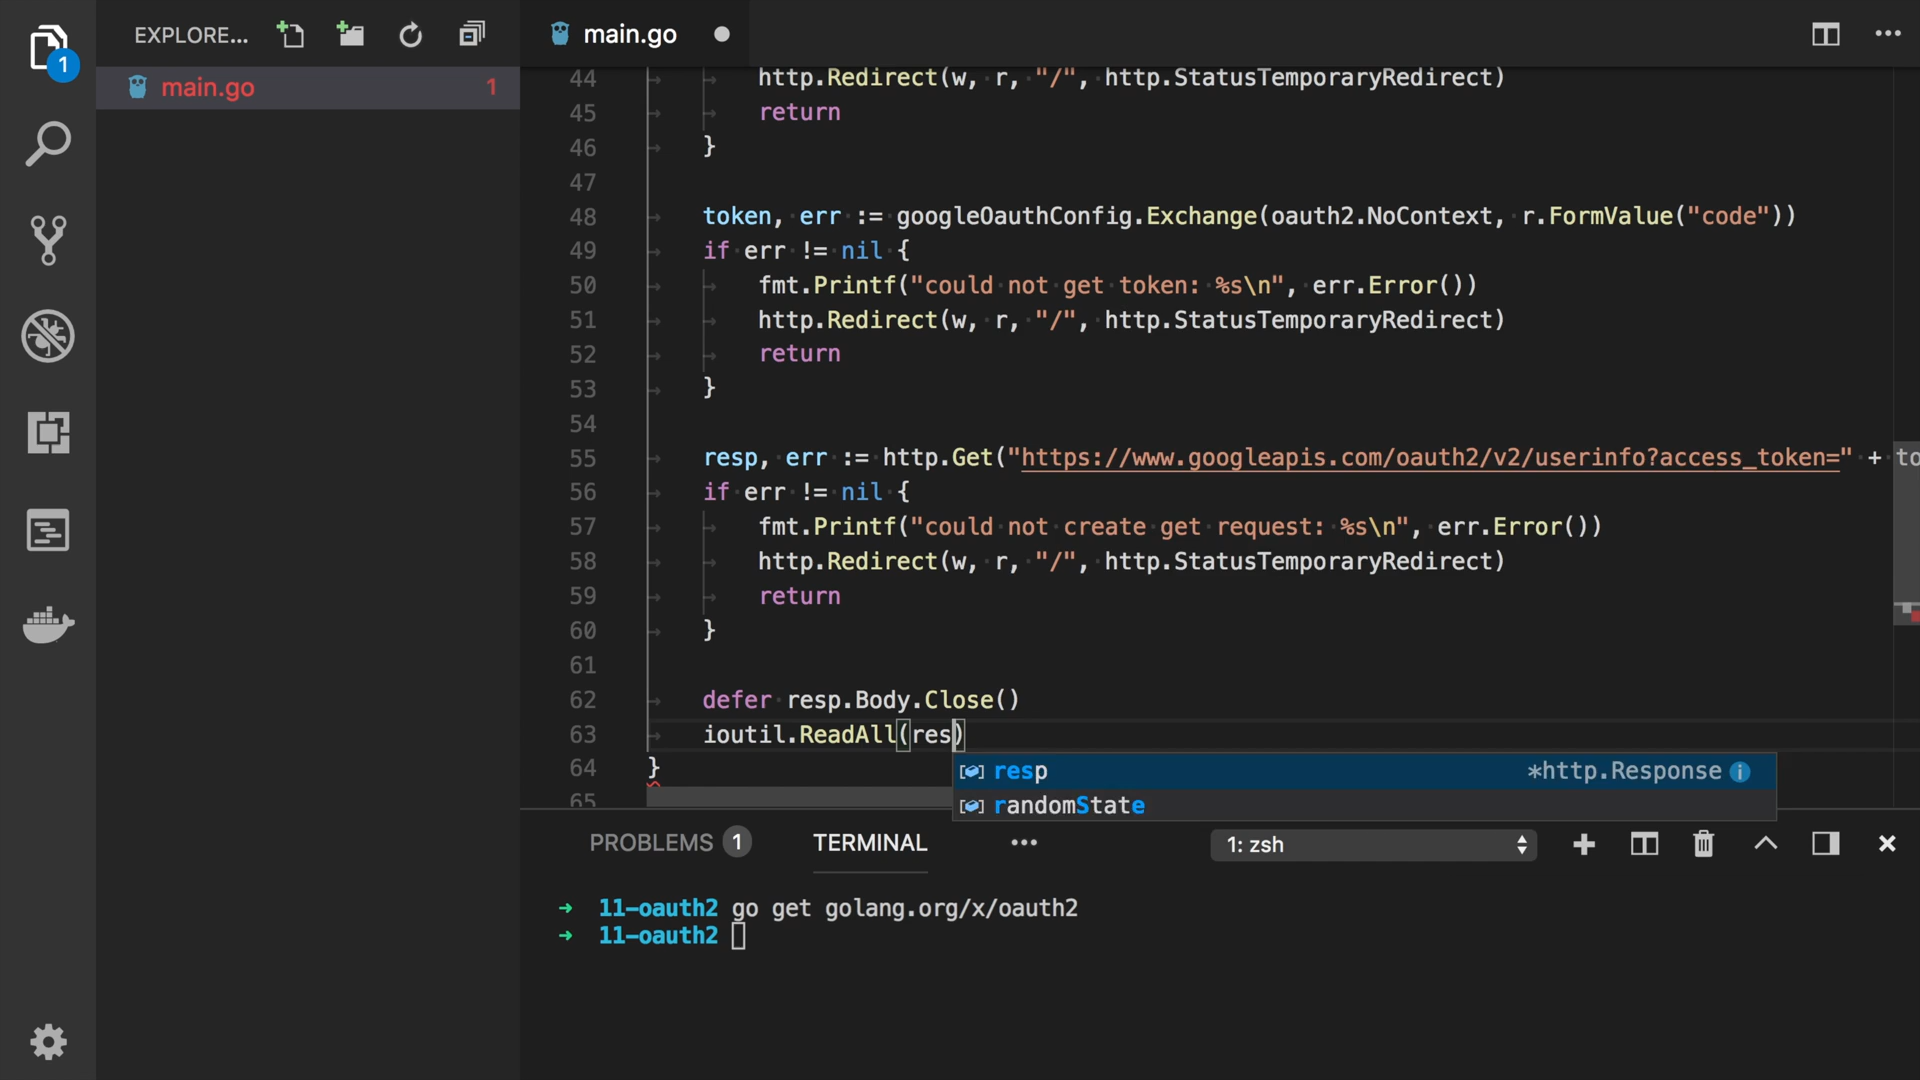 EXPLORE...
main.go
1
1
main.go
44 http.Redirect(w, r, "/", http.StatusTemporaryRedirect)
45 return
46 }
47
48 token, err := googleOauthConfig.Exchange(oauth2.NoContext, r.FormValue("code"))
49 if err != nil {
50 fmt.Printf("could not get token: %s\n", err.Error())
51 http.Redirect(w, r, "/", http.StatusTemporaryRedirect)
52 return
53 }
54
55 resp, err := http.Get("https://www.googleapis.com/oauth2/v2/userinfo?access_token=" + to
56 if err != nil {
57 fmt.Printf("could not create get request: %s\n", err.Error())
58 http.Redirect(w, r, "/", http.StatusTemporaryRedirect)
59 return
60 }
61
62 defer resp.Body.Close()
63 ioutil.ReadAll(res)
64 }
resp *http.Response
randomState
65
PROBLEMS 1 TERMINAL ... 1: zsh
→ 11-oauth2 go get golang.org/x/oauth2
→ 11-oauth2